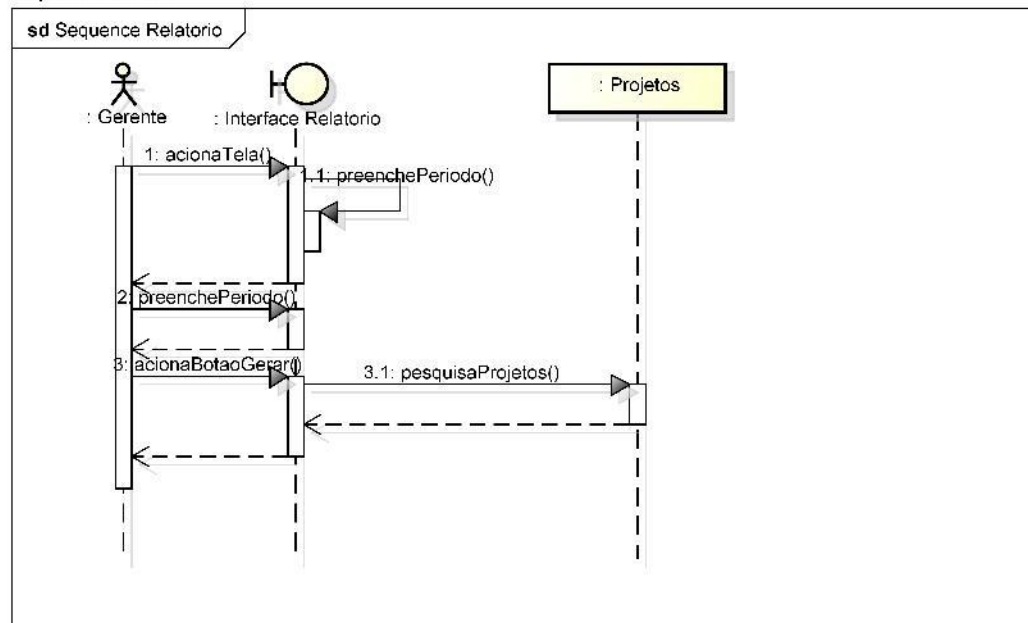 sd Sequence Relatorio
: Gerente
: Interface Relatorio
: Projetos
1: acionaTela()
1.1: preenchePeriodo()
2: preenchePeriodo()
3: acionaBotaoGerar()
3.1: pesquisaProjetos()